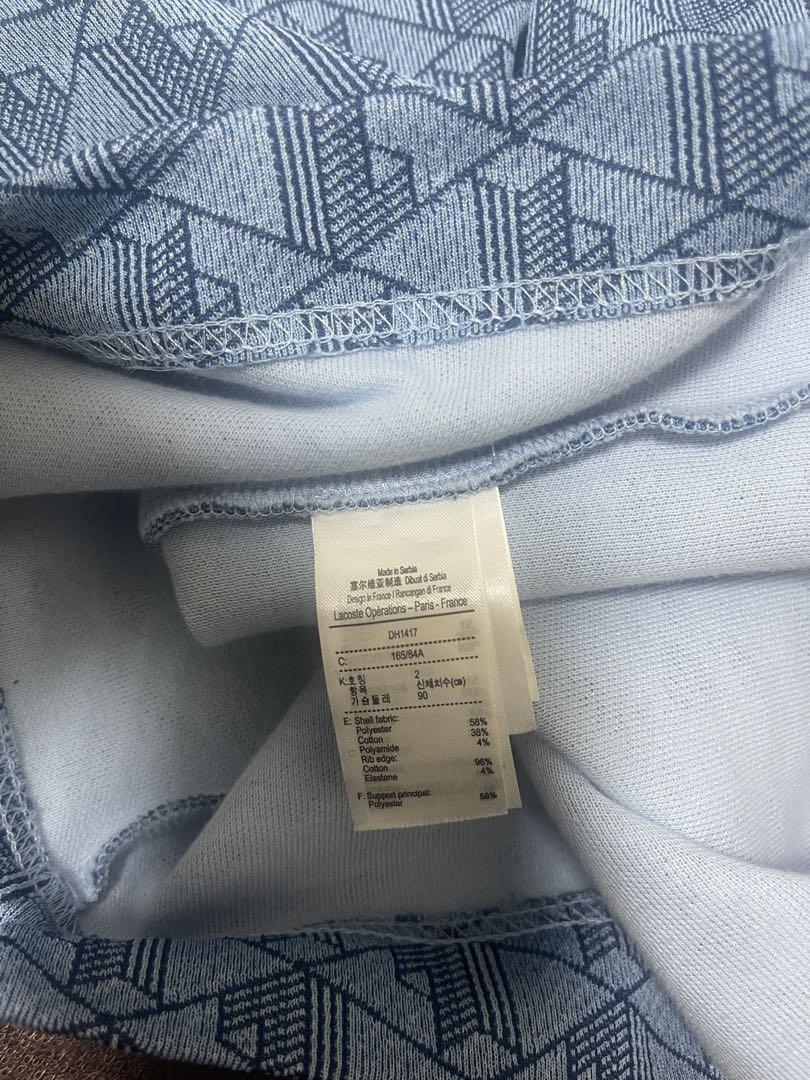 Made in Serbia
塞尔维亚制造 Dibuat di Serbia
Design in France / Rancangan di France
Lacoste Opérations – Paris - France
DH1417
C: 165/84A
K: 호칭 2
항목 신체치수(㎝)
가슴둘레 90
E: Shell fabric:
Polyester 58%
Cotton 38%
Polyamide 4%
Rib edge:
Cotton 96%
Elastane 4%
F: Support principal:
Polyester 58%